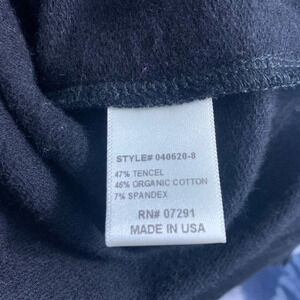 STYLE# 040620-8
47% TENCEL
46% ORGANIC COTTON
7% SPANDEX
RN# 07291
MADE IN USA